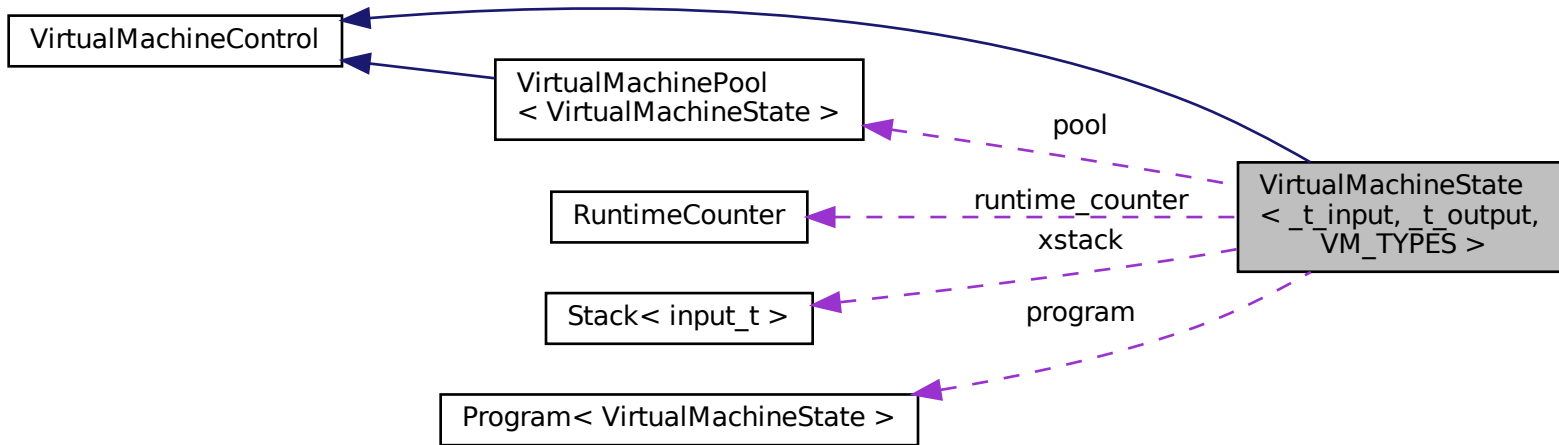 VirtualMachineControl
VirtualMachinePool
< VirtualMachineState >
pool
VirtualMachineState
< _t_input, _t_output,
VM_TYPES >
RuntimeCounter
runtime_counter
xstack
Stack< input_t >
program
Program< VirtualMachineState >